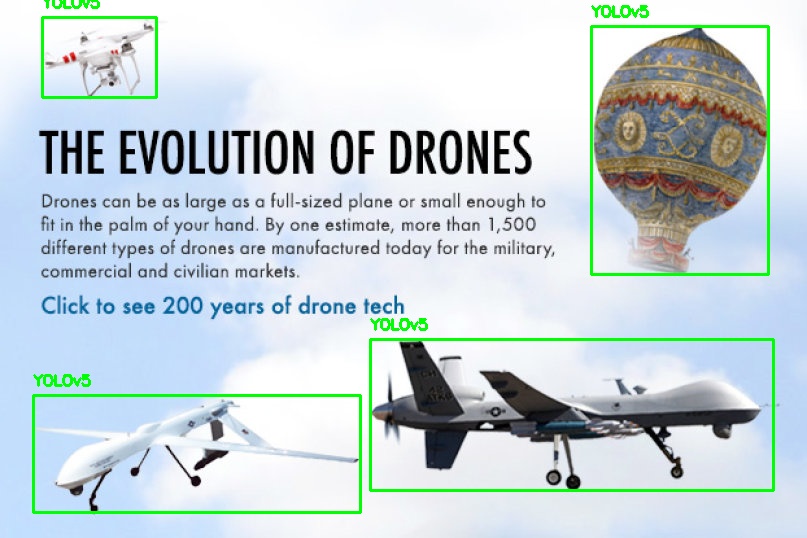 YOLOv5
YOLOv5
THE EVOLUTION OF DRONES
Drones can be as large as a full-sized plane or small enough to
fit in the palm of your hand. By one estimate, more than 1,500
different types of drones are manufactured today for the military,
commercial and civilian markets.
Click to see 200 years of drone tech
YOLOv5
YOLOv5
CH